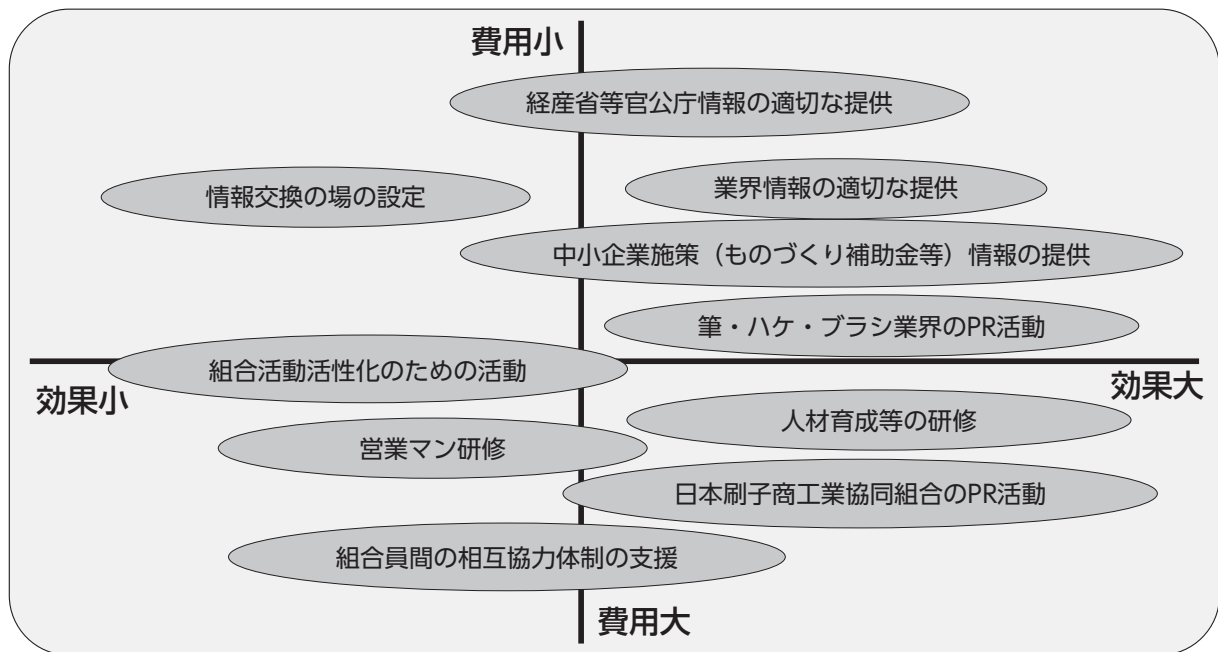 費用小
経産省等官公庁情報の適切な提供
情報交換の場の設定
業界情報の適切な提供
中小企業施策（ものづくり補助金等）情報の提供
筆・ハケ・ブラシ業界のPR活動
組合活動活性化のための活動
効果小
効果大
人材育成等の研修
営業マン研修
日本刷子商工業協同組合のPR活動
組合員間の相互協力体制の支援
費用大